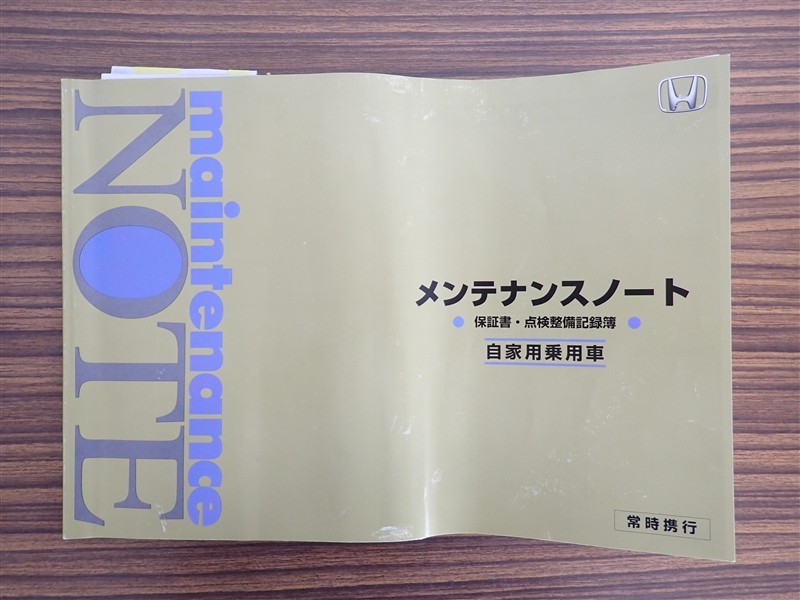 maintenance
NOTE
メンテナンスノート
● 保証書・点検整備記録簿 ●
自家用乗用車
常時携行